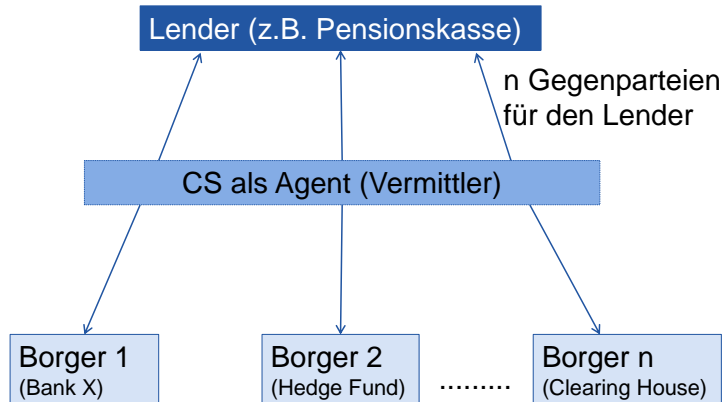 Lender (z.B. Pensionskasse)
n Gegenparteien
für den Lender
CS als Agent (Vermittler)
Borger 1
(Bank X)
Borger 2
(Hedge Fund)
.........
Borger n
(Clearing House)